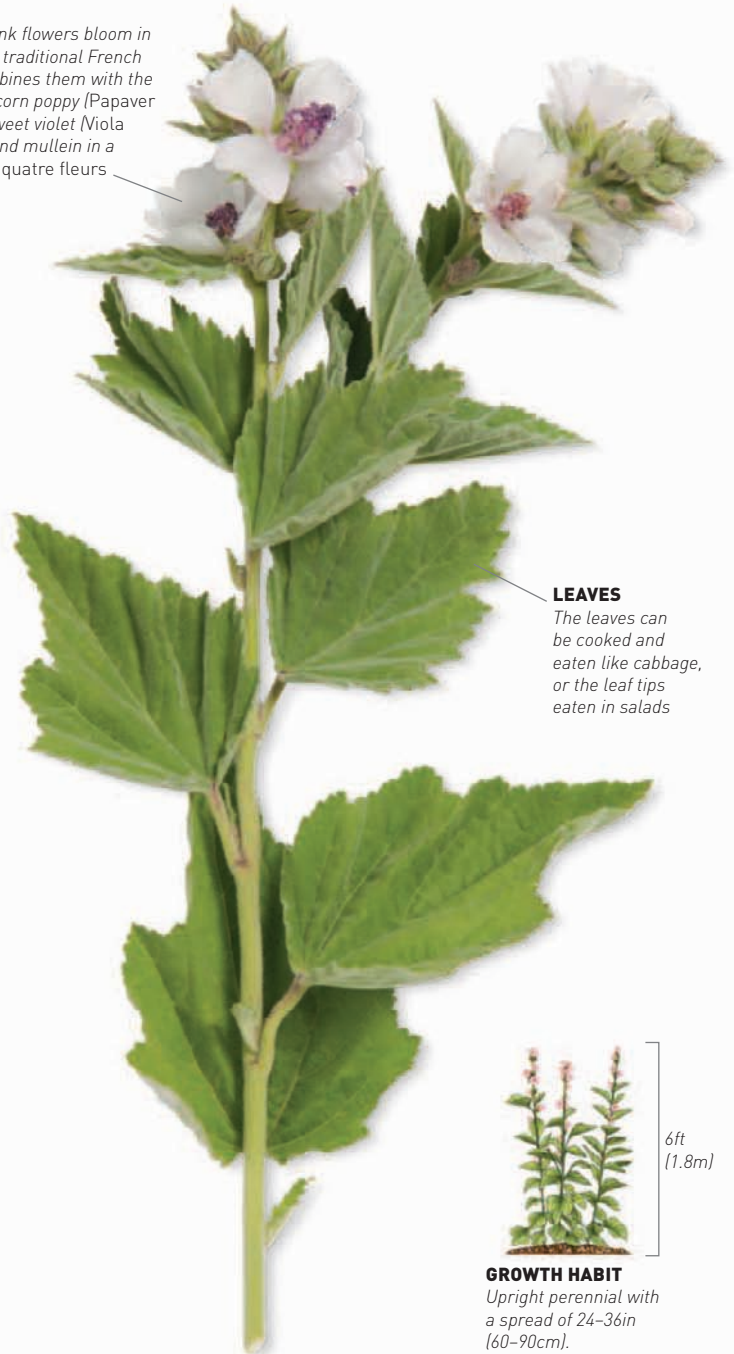 nk flowers bloom in
traditional French
bines them with the
corn poppy (Papaver
weet violet (Viola
nd mullein in a
quatre fleurs
LEAVES
The leaves can
be cooked and
eaten like cabbage,
or the leaf tips
eaten in salads
6ft
(1.8m)
GROWTH HABIT
Upright perennial with
a spread of 24–36in
(60–90cm).